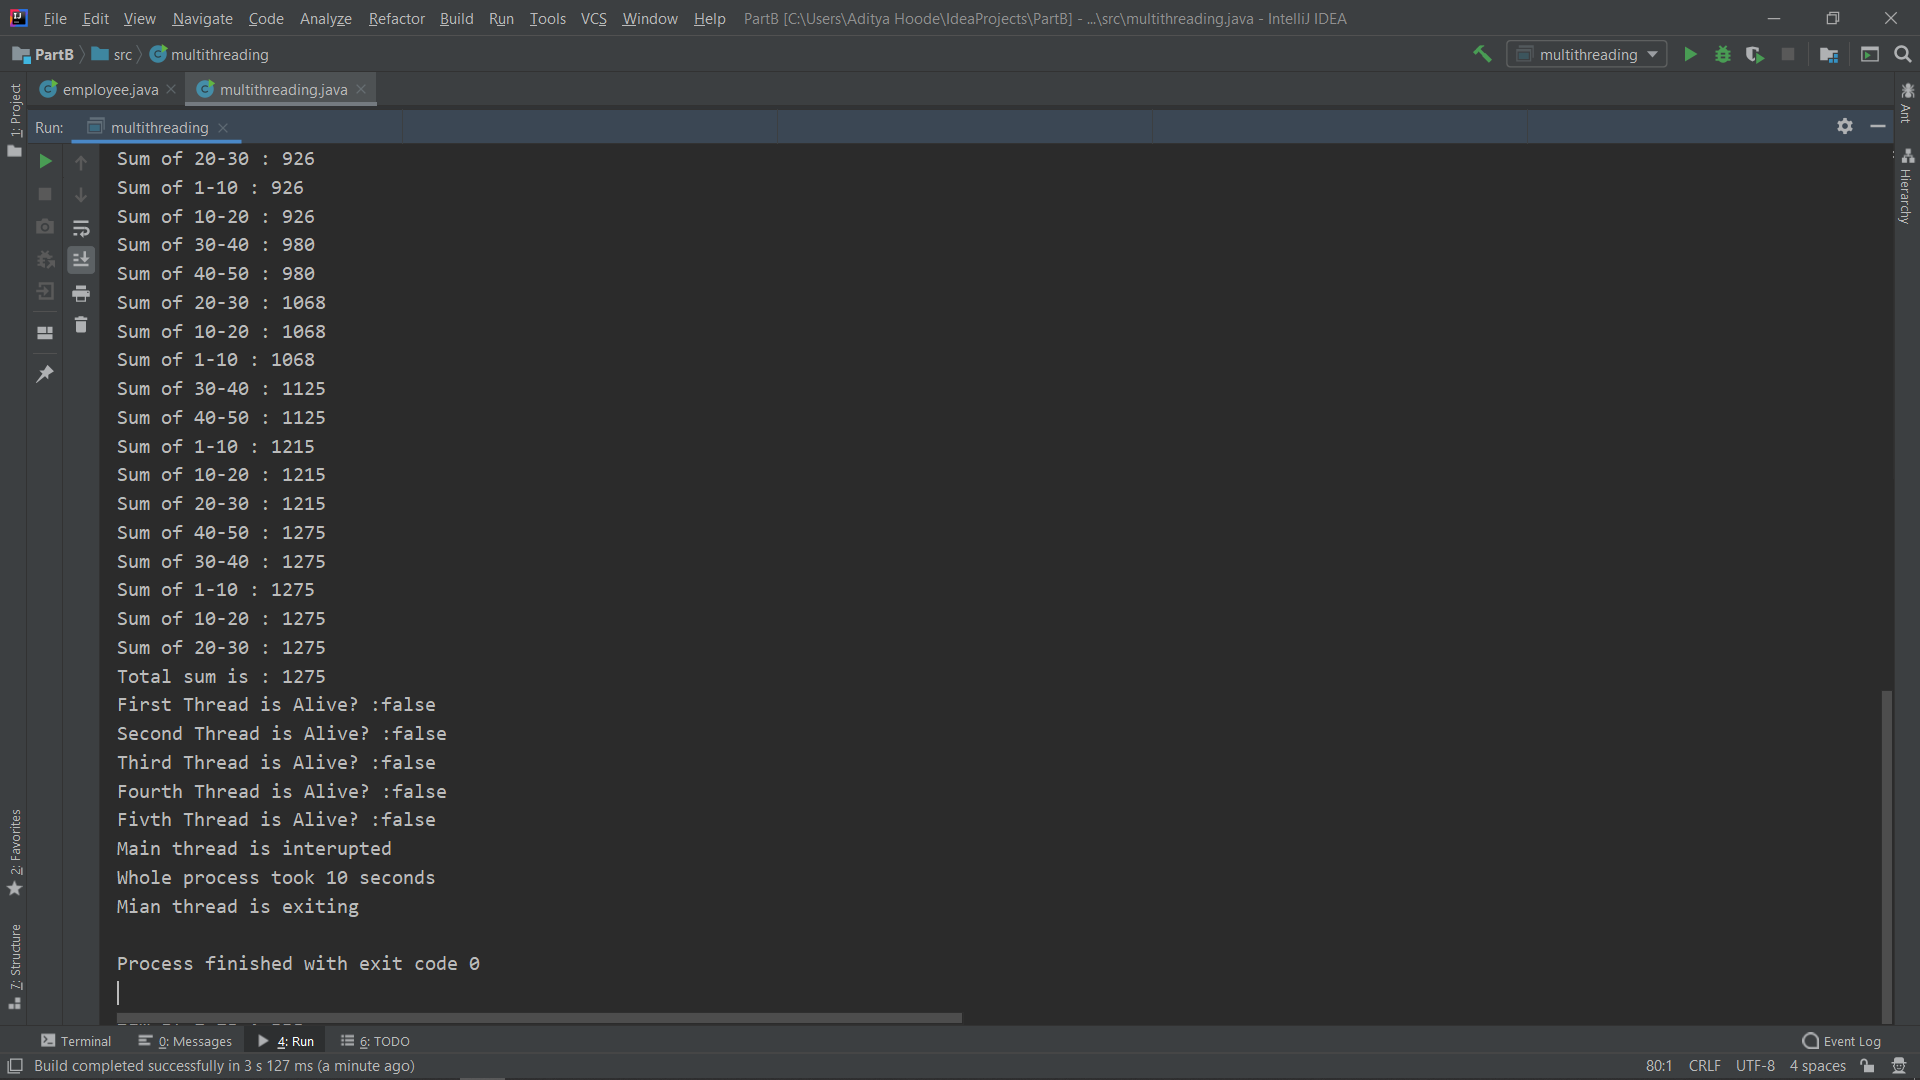 File Edit View Navigate Code Analyze Refactor Build Run Tools VCS Window Help PartB [C:\Users\Aditya Hoode\IdeaProjects\PartB] - ...\src\multithreading.java - IntelliJ IDEA
PartB src multithreading multithreading
employee.java multithreading.java
1: Project
Ant
Hierarchy
Run: multithreading
Sum of 20-30 : 926
Sum of 1-10 : 926
Sum of 10-20 : 926
Sum of 30-40 : 980
Sum of 40-50 : 980
Sum of 20-30 : 1068
Sum of 10-20 : 1068
Sum of 1-10 : 1068
Sum of 30-40 : 1125
Sum of 40-50 : 1125
Sum of 1-10 : 1215
Sum of 10-20 : 1215
Sum of 20-30 : 1215
Sum of 40-50 : 1275
Sum of 30-40 : 1275
Sum of 1-10 : 1275
Sum of 10-20 : 1275
Sum of 20-30 : 1275
Total sum is : 1275
First Thread is Alive? :false
Second Thread is Alive? :false
Third Thread is Alive? :false
Fourth Thread is Alive? :false
Fivth Thread is Alive? :false
Main thread is interupted
Whole process took 10 seconds
Mian thread is exiting
Process finished with exit code 0
2: Favorites
7: Structure
Terminal 0: Messages 4: Run 6: TODO Event Log
Build completed successfully in 3 s 127 ms (a minute ago) 80:1 CRLF UTF-8 4 spaces